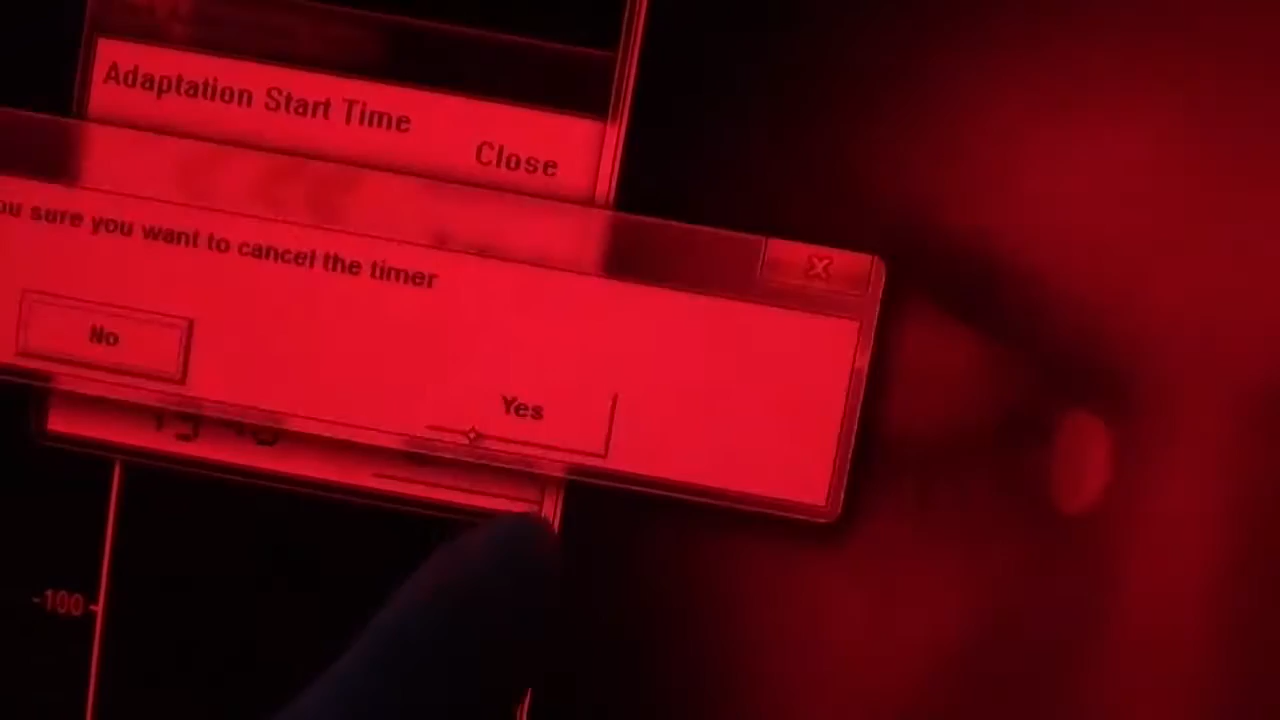 Adaptation Start Time
Close
sure you want to cancel the timer
No
Yes
-100